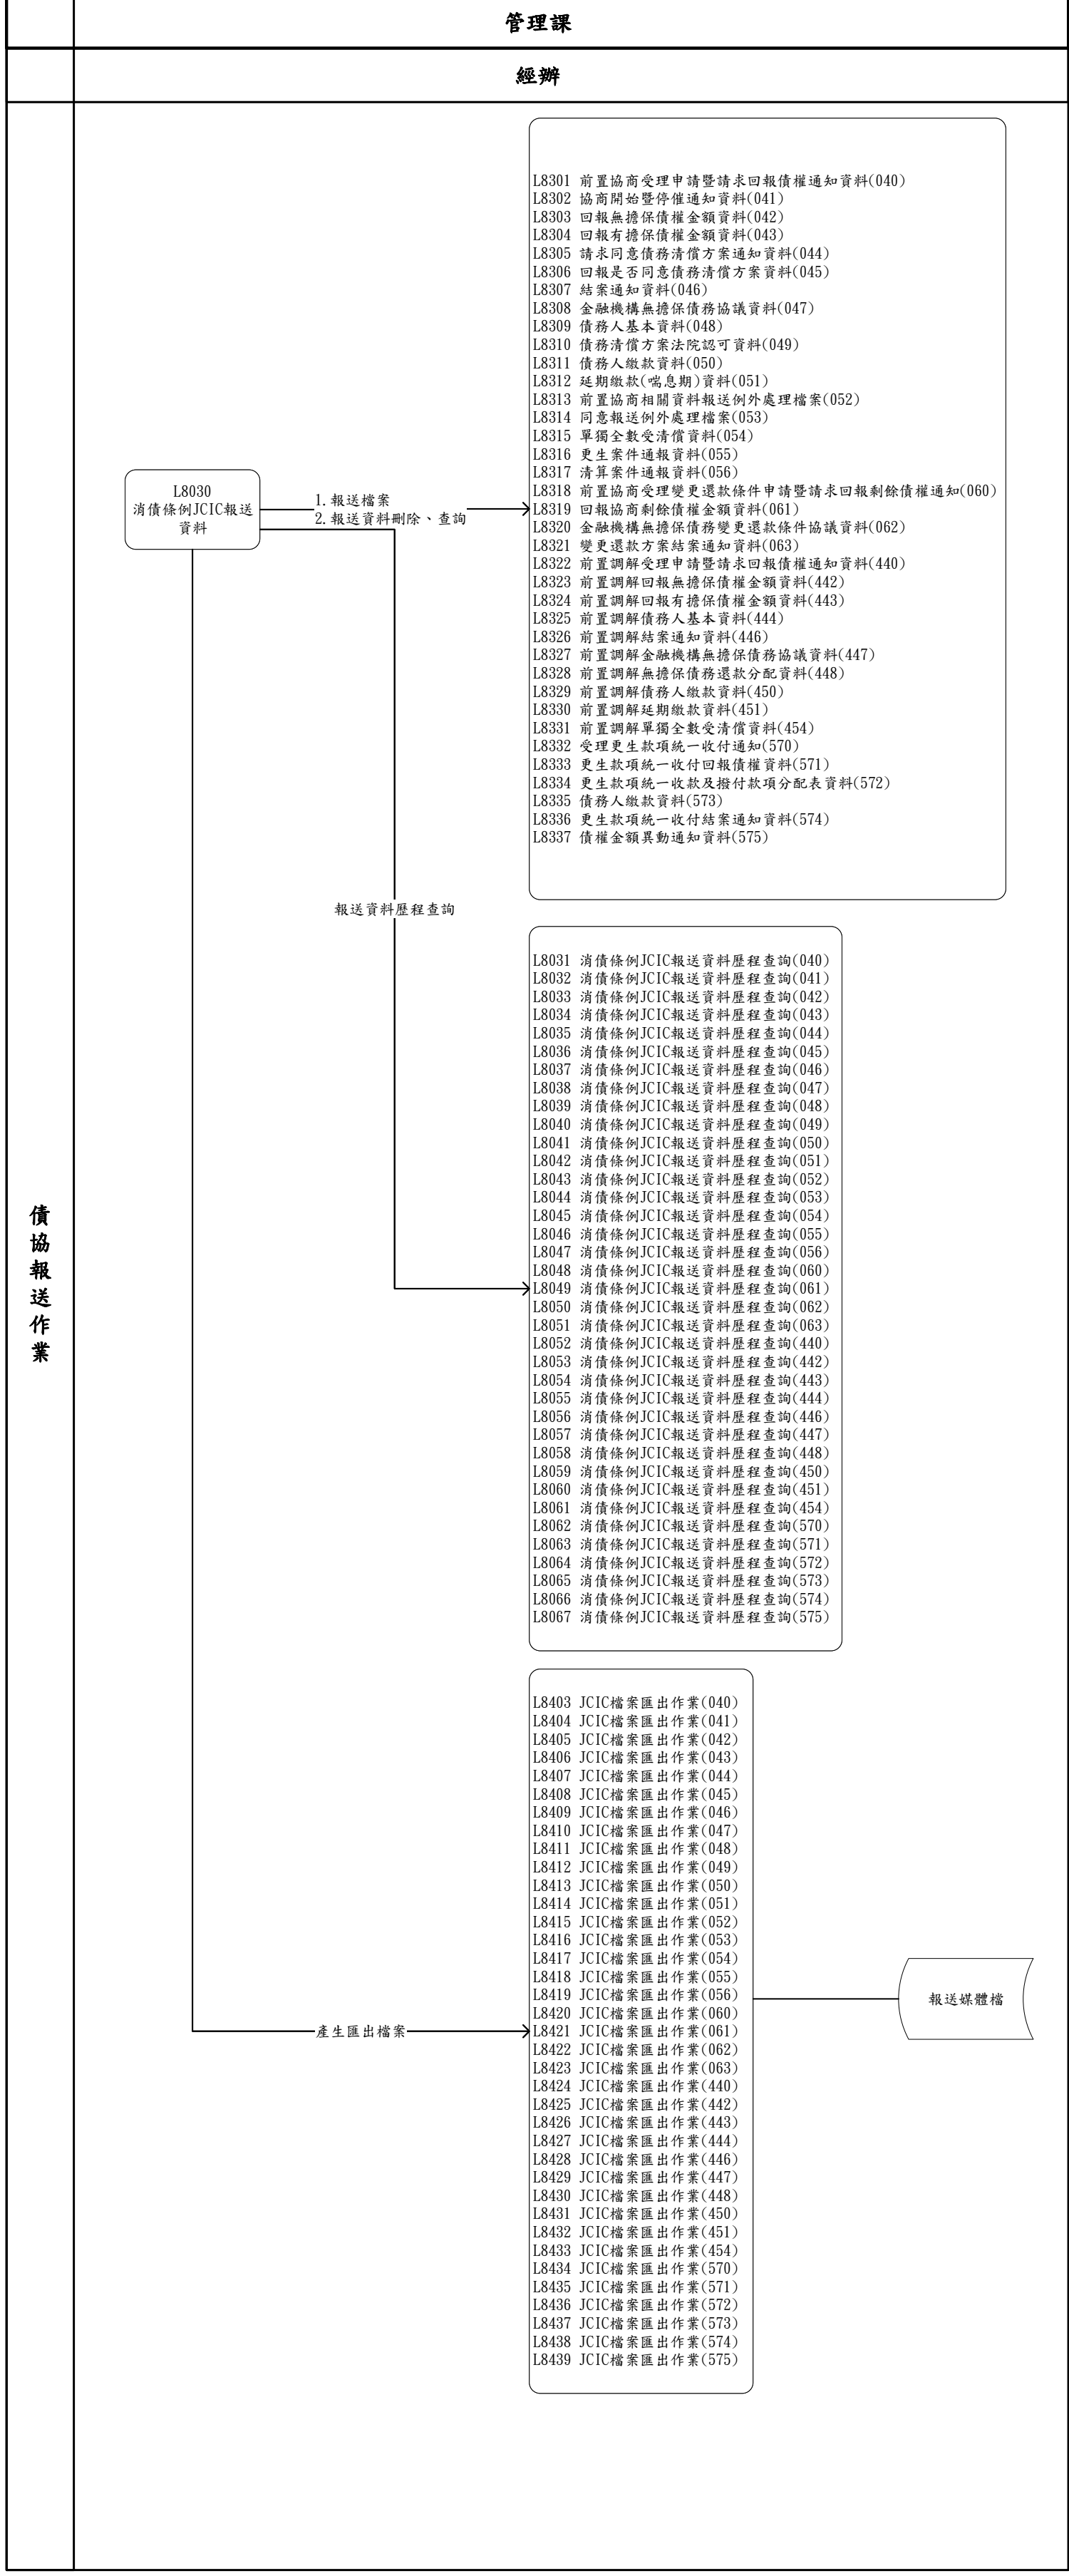 管理課
經辦
債協報送作業
L8030
消債條例JCIC報送
資料
1.報送檔案
2.報送資料刪除、查詢
L8301 前置協商受理申請暨請求回報債權通知資料(040)
L8302 協商開始暨停催通知資料(041)
L8303 回報無擔保債權金額資料(042)
L8304 回報有擔保債權金額資料(043)
L8305 請求同意債務清償方案通知資料(044)
L8306 回報是否同意債務清償方案資料(045)
L8307 結案通知資料(046)
L8308 金融機構無擔保債務協議資料(047)
L8309 債務人基本資料(048)
L8310 債務清償方案法院認可資料(049)
L8311 債務人繳款資料(050)
L8312 延期繳款(喘息期)資料(051)
L8313 前置協商相關資料報送例外處理檔案(052)
L8314 同意報送例外處理檔案(053)
L8315 單獨全數受清償資料(054)
L8316 更生案件通報資料(055)
L8317 清算案件通報資料(056)
L8318 前置協商受理變更還款條件申請暨請求回報剩餘債權通知(060)
L8319 回報協商剩餘債權金額資料(061)
L8320 金融機構無擔保債務變更還款條件協議資料(062)
L8321 變更還款方案結案通知資料(063)
L8322 前置調解受理申請暨請求回報債權通知資料(440)
L8323 前置調解回報無擔保債權金額資料(442)
L8324 前置調解回報有擔保債權金額資料(443)
L8325 前置調解債務人基本資料(444)
L8326 前置調解結案通知資料(446)
L8327 前置調解金融機構無擔保債務協議資料(447)
L8328 前置調解無擔保債務還款分配資料(448)
L8329 前置調解債務人繳款資料(450)
L8330 前置調解延期繳款資料(451)
L8331 前置調解單獨全數受清償資料(454)
L8332 受理更生款項統一收付通知(570)
L8333 更生款項統一收付回報債權資料(571)
L8334 更生款項統一收款及撥付款項分配表資料(572)
L8335 債務人繳款資料(573)
L8336 更生款項統一收付結案通知資料(574)
L8337 債權金額異動通知資料(575)
報送資料歷程查詢
L8031 消債條例JCIC報送資料歷程查詢(040)
L8032 消債條例JCIC報送資料歷程查詢(041)
L8033 消債條例JCIC報送資料歷程查詢(042)
L8034 消債條例JCIC報送資料歷程查詢(043)
L8035 消債條例JCIC報送資料歷程查詢(044)
L8036 消債條例JCIC報送資料歷程查詢(045)
L8037 消債條例JCIC報送資料歷程查詢(046)
L8038 消債條例JCIC報送資料歷程查詢(047)
L8039 消債條例JCIC報送資料歷程查詢(048)
L8040 消債條例JCIC報送資料歷程查詢(049)
L8041 消債條例JCIC報送資料歷程查詢(050)
L8042 消債條例JCIC報送資料歷程查詢(051)
L8043 消債條例JCIC報送資料歷程查詢(052)
L8044 消債條例JCIC報送資料歷程查詢(053)
L8045 消債條例JCIC報送資料歷程查詢(054)
L8046 消債條例JCIC報送資料歷程查詢(055)
L8047 消債條例JCIC報送資料歷程查詢(056)
L8048 消債條例JCIC報送資料歷程查詢(060)
L8049 消債條例JCIC報送資料歷程查詢(061)
L8050 消債條例JCIC報送資料歷程查詢(062)
L8051 消債條例JCIC報送資料歷程查詢(063)
L8052 消債條例JCIC報送資料歷程查詢(440)
L8053 消債條例JCIC報送資料歷程查詢(442)
L8054 消債條例JCIC報送資料歷程查詢(443)
L8055 消債條例JCIC報送資料歷程查詢(444)
L8056 消債條例JCIC報送資料歷程查詢(446)
L8057 消債條例JCIC報送資料歷程查詢(447)
L8058 消債條例JCIC報送資料歷程查詢(448)
L8059 消債條例JCIC報送資料歷程查詢(450)
L8060 消債條例JCIC報送資料歷程查詢(451)
L8061 消債條例JCIC報送資料歷程查詢(454)
L8062 消債條例JCIC報送資料歷程查詢(570)
L8063 消債條例JCIC報送資料歷程查詢(571)
L8064 消債條例JCIC報送資料歷程查詢(572)
L8065 消債條例JCIC報送資料歷程查詢(573)
L8066 消債條例JCIC報送資料歷程查詢(574)
L8067 消債條例JCIC報送資料歷程查詢(575)
產生匯出檔案
L8403 JCIC檔案匯出作業(040)
L8404 JCIC檔案匯出作業(041)
L8405 JCIC檔案匯出作業(042)
L8406 JCIC檔案匯出作業(043)
L8407 JCIC檔案匯出作業(044)
L8408 JCIC檔案匯出作業(045)
L8409 JCIC檔案匯出作業(046)
L8410 JCIC檔案匯出作業(047)
L8411 JCIC檔案匯出作業(048)
L8412 JCIC檔案匯出作業(049)
L8413 JCIC檔案匯出作業(050)
L8414 JCIC檔案匯出作業(051)
L8415 JCIC檔案匯出作業(052)
L8416 JCIC檔案匯出作業(053)
L8417 JCIC檔案匯出作業(054)
L8418 JCIC檔案匯出作業(055)
L8419 JCIC檔案匯出作業(056)
L8420 JCIC檔案匯出作業(060)
L8421 JCIC檔案匯出作業(061)
L8422 JCIC檔案匯出作業(062)
L8423 JCIC檔案匯出作業(063)
L8424 JCIC檔案匯出作業(440)
L8425 JCIC檔案匯出作業(442)
L8426 JCIC檔案匯出作業(443)
L8427 JCIC檔案匯出作業(444)
L8428 JCIC檔案匯出作業(446)
L8429 JCIC檔案匯出作業(447)
L8430 JCIC檔案匯出作業(448)
L8431 JCIC檔案匯出作業(450)
L8432 JCIC檔案匯出作業(451)
L8433 JCIC檔案匯出作業(454)
L8434 JCIC檔案匯出作業(570)
L8435 JCIC檔案匯出作業(571)
L8436 JCIC檔案匯出作業(572)
L8437 JCIC檔案匯出作業(573)
L8438 JCIC檔案匯出作業(574)
L8439 JCIC檔案匯出作業(575)
報送媒體檔